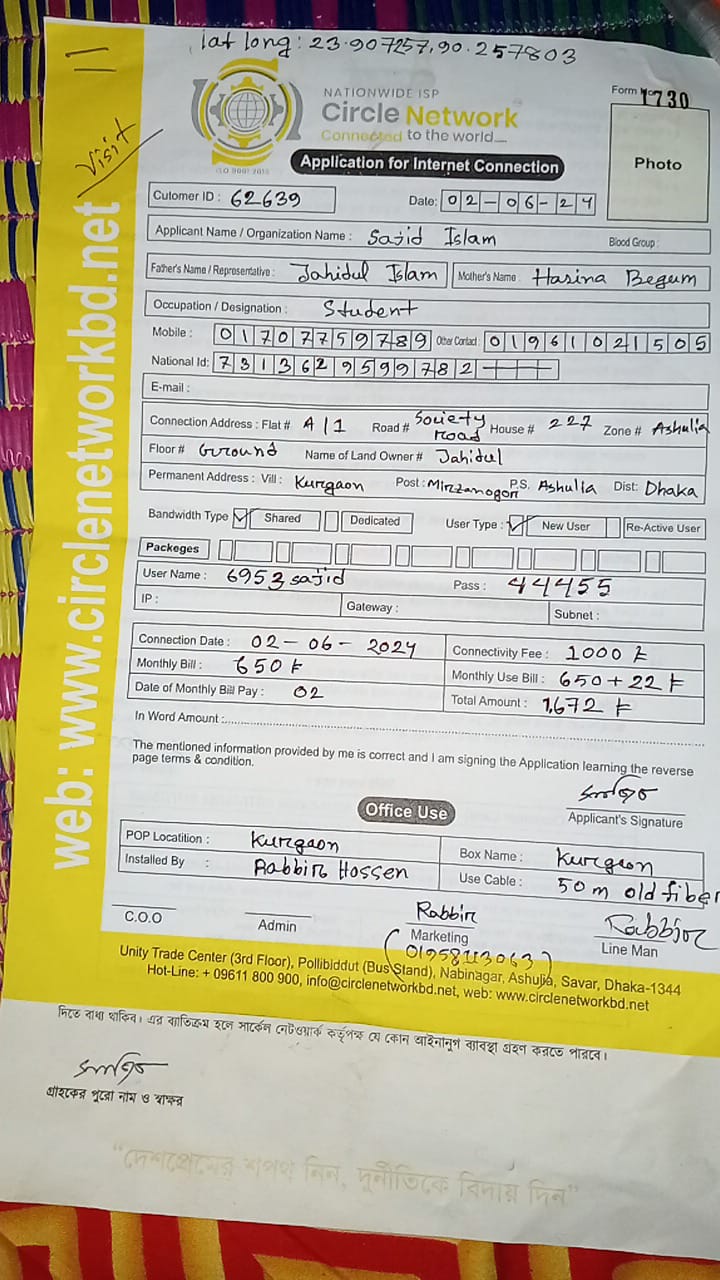 lat long: 23.907257,90.257803
Visit
NATIONWIDE ISP
Circle Network
Connected to the world....
ISO 9001 2015
Form No 1730
Photo
Application for Internet Connection
Cutomer ID : 62639 Date: 02-06-24
Applicant Name / Organization Name : Sajid Islam Blood Group :
Father's Name / Representative : Jahidul Islam Mother's Name : Hasina Begum
Occupation / Designation : Student
Mobile : 01707759789 Other Contact : 01961021505
National Id: 7313629599782
E-mail :
Connection Address : Flat # A/1 Road # Society road House # 227 Zone # Ashulia
Floor # Ground Name of Land Owner # Jahidul
Permanent Address : Vill : Kurgaon Post : Mirzanogor P.S. Ashulia Dist: Dhaka
Bandwidth Type Shared Dedicated User Type : New User Re-Active User
Packeges
User Name : 6953sajid Pass : 44455
IP : Gateway : Subnet :
Connection Date : 02-06-2024 Connectivity Fee : 1000 ৳
Monthly Bill : 650 ৳ Monthly Use Bill : 650+22 ৳
Date of Monthly Bill Pay : 02 Total Amount : 1,672 ৳
In Word Amount :
The mentioned information provided by me is correct and I am signing the Application learning the reverse
page terms & condition.
সাজিদ
Applicant's Signature
Office Use
POP Locatition : Kurgaon Box Name : Kurgaon
Installed By : Rabbir Hossen Use Cable : 50m old fiber
C.O.O Admin Rabbir Marketing Rabbir Line Man
(01958113063)
Unity Trade Center (3rd Floor), Pollibiddut (Bus Stand), Nabinagar, Ashulia, Savar, Dhaka-1344
Hot-Line: + 09611 800 900, info@circlenetworkbd.net, web: www.circlenetworkbd.net
web: www.circlenetworkbd.net
দিতে বাধ্য থাকিব। এর ব্যতিক্রম হলে সার্কেল নেটওয়ার্ক কর্তৃপক্ষ যে কোন আইনানুগ ব্যাবস্থা গ্রহণ করতে পারবে।
সাজিদ
গ্রাহকের পুরো নাম ও স্বাক্ষর
"দেশপ্রেমের শপথ নিন, দুর্নীতিকে বিদায় দিন"